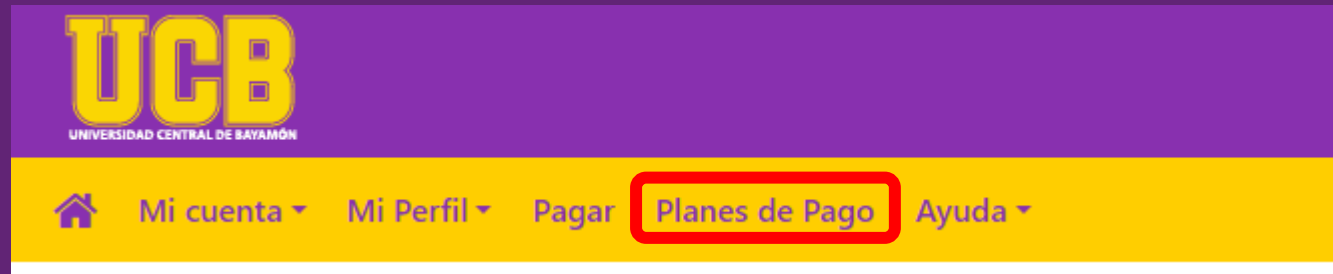 UCB
UNIVERSIDAD CENTRAL DE BAYAMÓN
Mi cuenta Mi Perfil Pagar Planes de Pago Ayuda